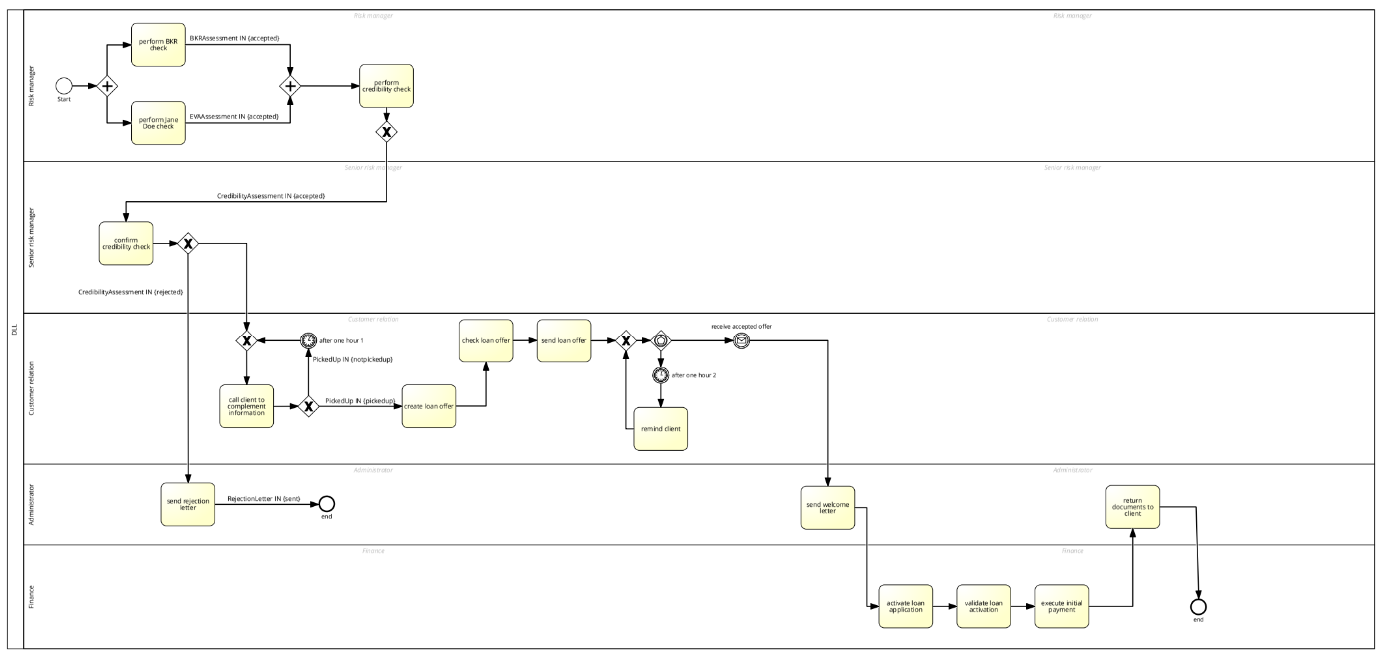 DLL
Risk manager
Risk manager
Risk manager
Start
perform BKR
check
BKRAssessment IN {accepted}
perform Jane
Doe check
EVAAssessment IN {accepted}
perform
credibility check
Senior risk manager
Senior risk manager
Senior risk manager
CredibilityAssessment IN {accepted}
confirm
credibility check
CredibilityAssessment IN {rejected}
Customer relation
Customer relation
Customer relation
after one hour 1
PickedUp IN {notpickedup}
call client to
complement
information
PickedUp IN {pickedup}
create loan offer
check loan offer
send loan offer
receive accepted offer
after one hour 2
remind client
Administrator
Administrator
Administrator
send rejection
letter
RejectionLetter IN {sent}
end
send welcome
letter
return
documents to
client
Finance
Finance
Finance
activate loan
application
validate loan
activation
execute initial
payment
end